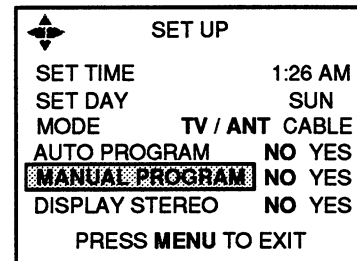 SET UP
SET TIME 1:26 AM
SET DAY SUN
MODE TV / ANT CABLE
AUTO PROGRAM NO YES
MANUAL PROGRAM NO YES
DISPLAY STEREO NO YES
PRESS MENU TO EXIT